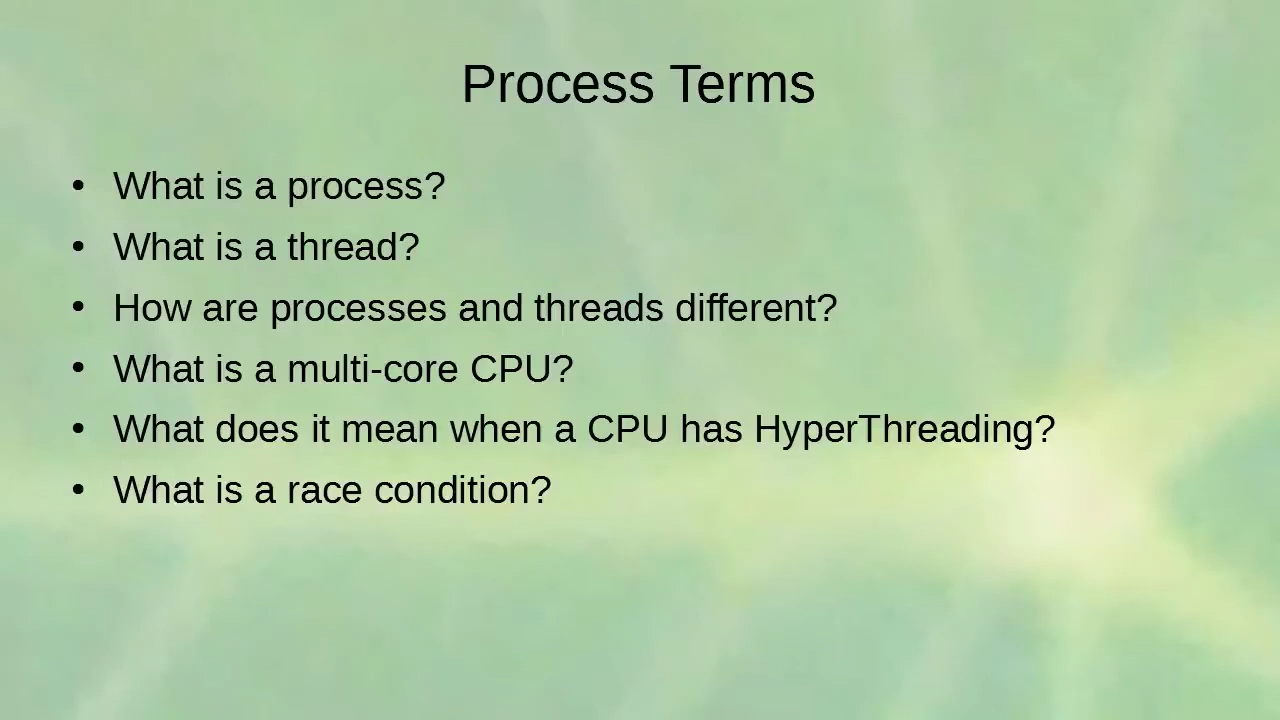 Process Terms
• What is a process?
• What is a thread?
• How are processes and threads different?
• What is a multi-core CPU?
• What does it mean when a CPU has HyperThreading?
• What is a race condition?